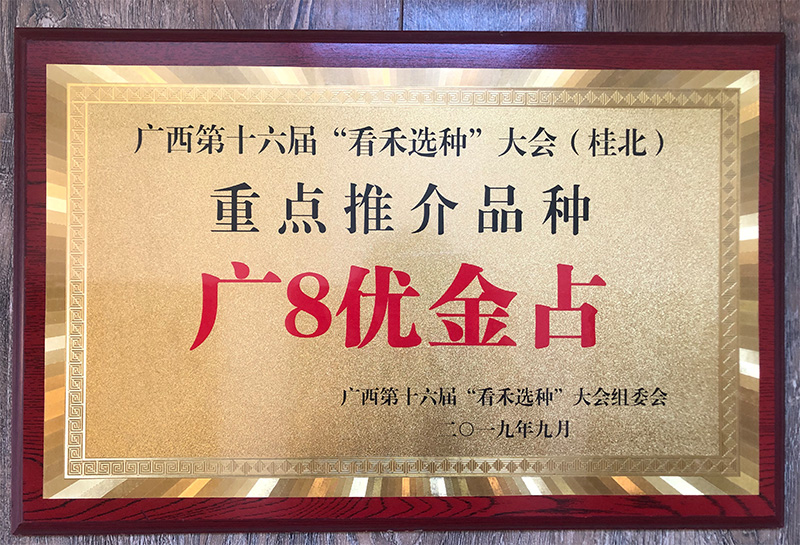 广西第十六届“看禾选种”大会（桂北）
重点推介品种
广8优金占
广西第十六届“看禾选种”大会组委会
二〇一九年九月